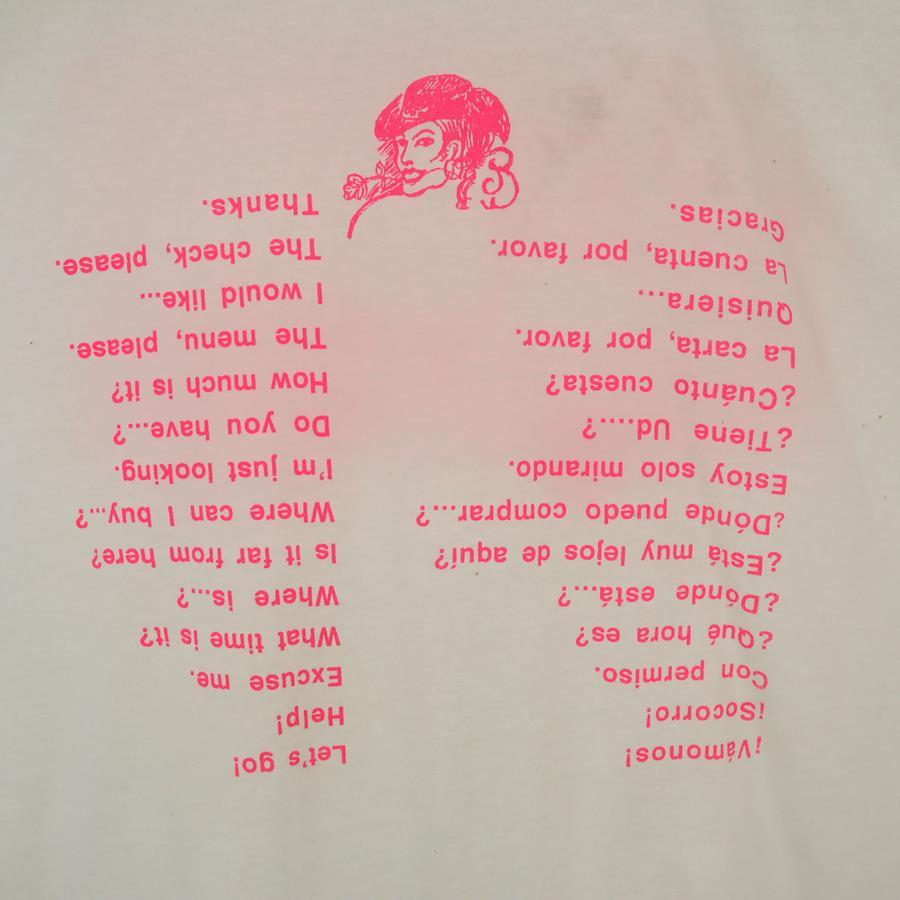 ¡Vámonos! Let's go!
¡Socorro! Help!
Con permiso. Excuse me.
¿Qué hora es? What time is it?
¿Dónde está...? Where is...?
¿Está muy lejos de aquí? Is it far from here?
¿Dónde puedo comprar...? Where can I buy...?
Estoy solo mirando. I'm just looking.
¿Tiene Ud....? Do you have...?
¿Cuánto cuesta? How much is it?
La carta, por favor. The menu, please.
Quisiera... I would like...
La cuenta, por favor. The check, please.
Gracias. Thanks.